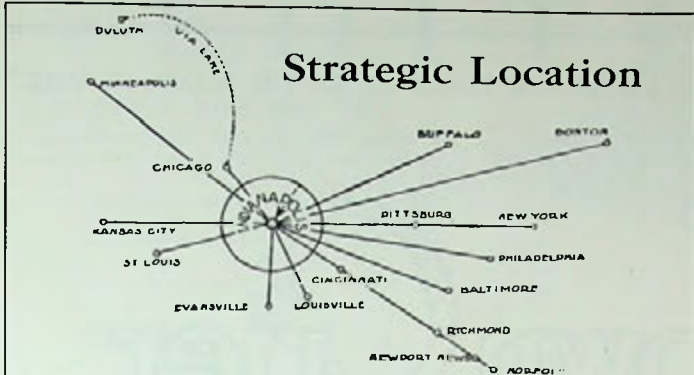 DULUTH
VIA LAKE
Strategic Location
MINNEAPOLIS
BUFFALO
BOSTON
CHICAGO
INDIANAPOLIS
PITTSBURG
NEW YORK
KANSAS CITY
ST LOUIS
PHILADELPHIA
CINCINNATI
BALTIMORE
EVANSVILLE
LOUISVILLE
RICHMOND
NEWPORT NEWS